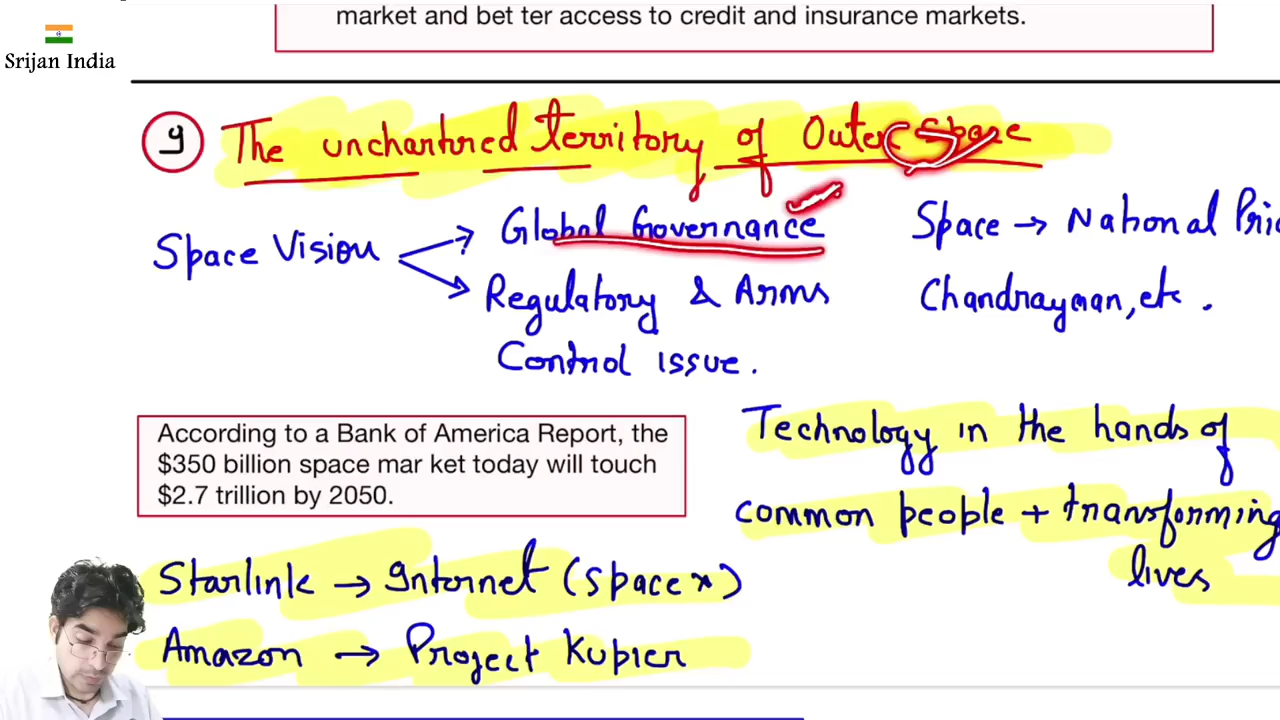 market and bet ter access to credit and insurance markets.
Srijan India
9 The unchartured territory of Outer Space
Space Vision → Global Governance
→ Regulatory & Arms
Control issue.
Space → National
Chandrayaan, etc.
According to a Bank of America Report, the
$350 billion space mar ket today will touch
$2.7 trillion by 2050.
Technology in the hands of
common people + transforming
lives
Starlink → Internet (Spacex)
Amazon → Project Kupier